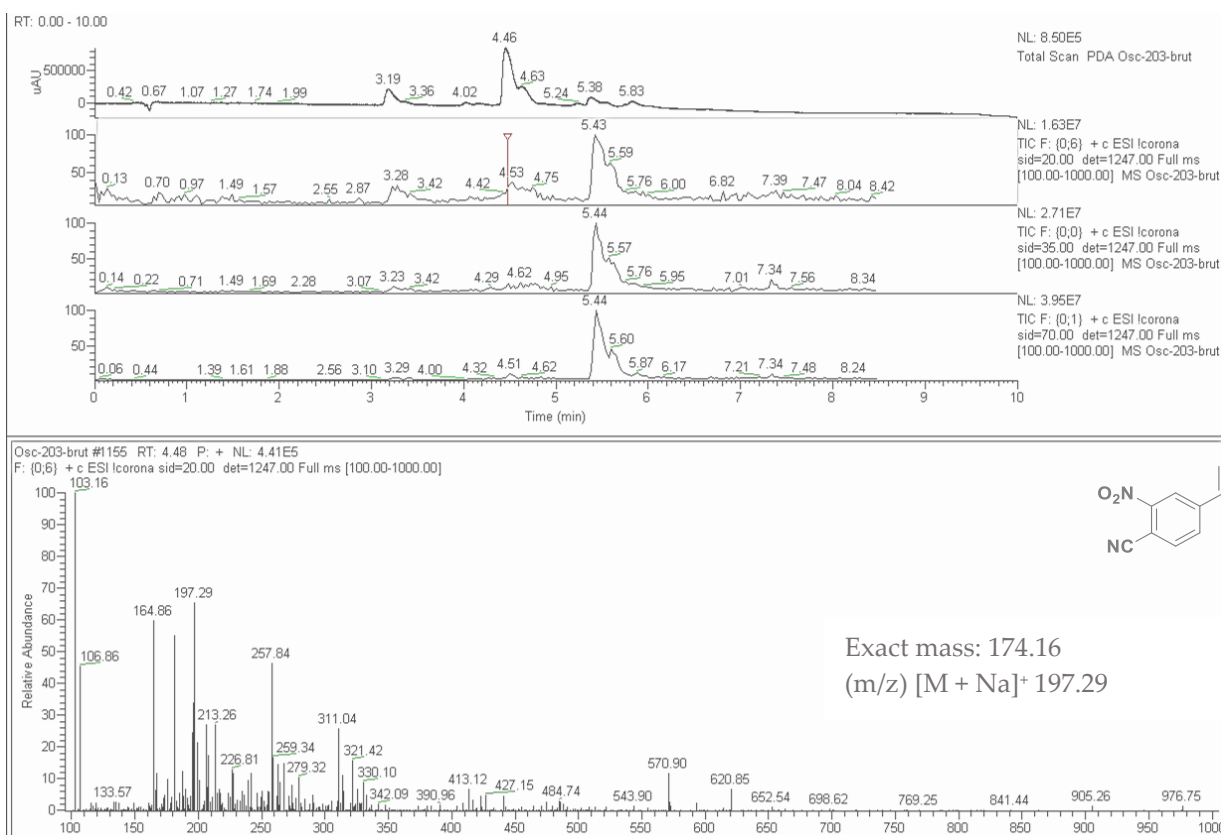 RT: 0.00 - 10.00
NL: 8.50E5
Total Scan PDA Osc-203-brut
uAU
500000
0
0.42 0.67 1.07 1.27 1.74 1.99 3.19 3.36 4.02 4.46 4.63 5.24 5.38 5.83
NL: 1.63E7
TIC F: {0;6} + c ESI !corona
sid=20.00 det=1247.00 Full ms
[100.00-1000.00] MS Osc-203-brut
100
50
0.13 0.70 0.97 1.49 1.57 2.55 2.87 3.28 3.42 4.42 4.53 4.75 5.43 5.59 5.76 6.00 6.82 7.39 7.47 8.04 8.42
NL: 2.71E7
TIC F: {0;0} + c ESI !corona
sid=35.00 det=1247.00 Full ms
[100.00-1000.00] MS Osc-203-brut
100
50
0.14 0.22 0.71 1.49 1.69 2.28 3.07 3.23 3.42 4.29 4.62 4.95 5.44 5.57 5.76 5.95 7.01 7.34 7.56 8.34
NL: 3.95E7
TIC F: {0;1} + c ESI !corona
sid=70.00 det=1247.00 Full ms
[100.00-1000.00] MS Osc-203-brut
100
50
0.06 0.44 1.39 1.61 1.88 2.56 3.10 3.29 4.00 4.32 4.51 4.62 5.44 5.60 5.87 6.17 7.21 7.34 7.48 8.24
0 1 2 3 4 5 6 7 8 9 10
Time (min)
Osc-203-brut #1155 RT: 4.48 P: + NL: 4.41E5
F: {0;6} + c ESI !corona sid=20.00 det=1247.00 Full ms [100.00-1000.00]
Relative Abundance
100
90
80
70
60
50
40
30
20
10
0
103.16
197.29
164.86
106.86
257.84
213.26
311.04
259.34
321.42
226.81
279.32
330.10
133.57
342.09
390.96
413.12
427.15
484.74
543.90
570.90
620.85
652.54
698.62
769.25
841.44
905.26
976.75
O2N
NC
Exact mass: 174.16
(m/z) [M + Na]+ 197.29
100 150 200 250 300 350 400 450 500 550 600 650 700 750 800 850 900 950